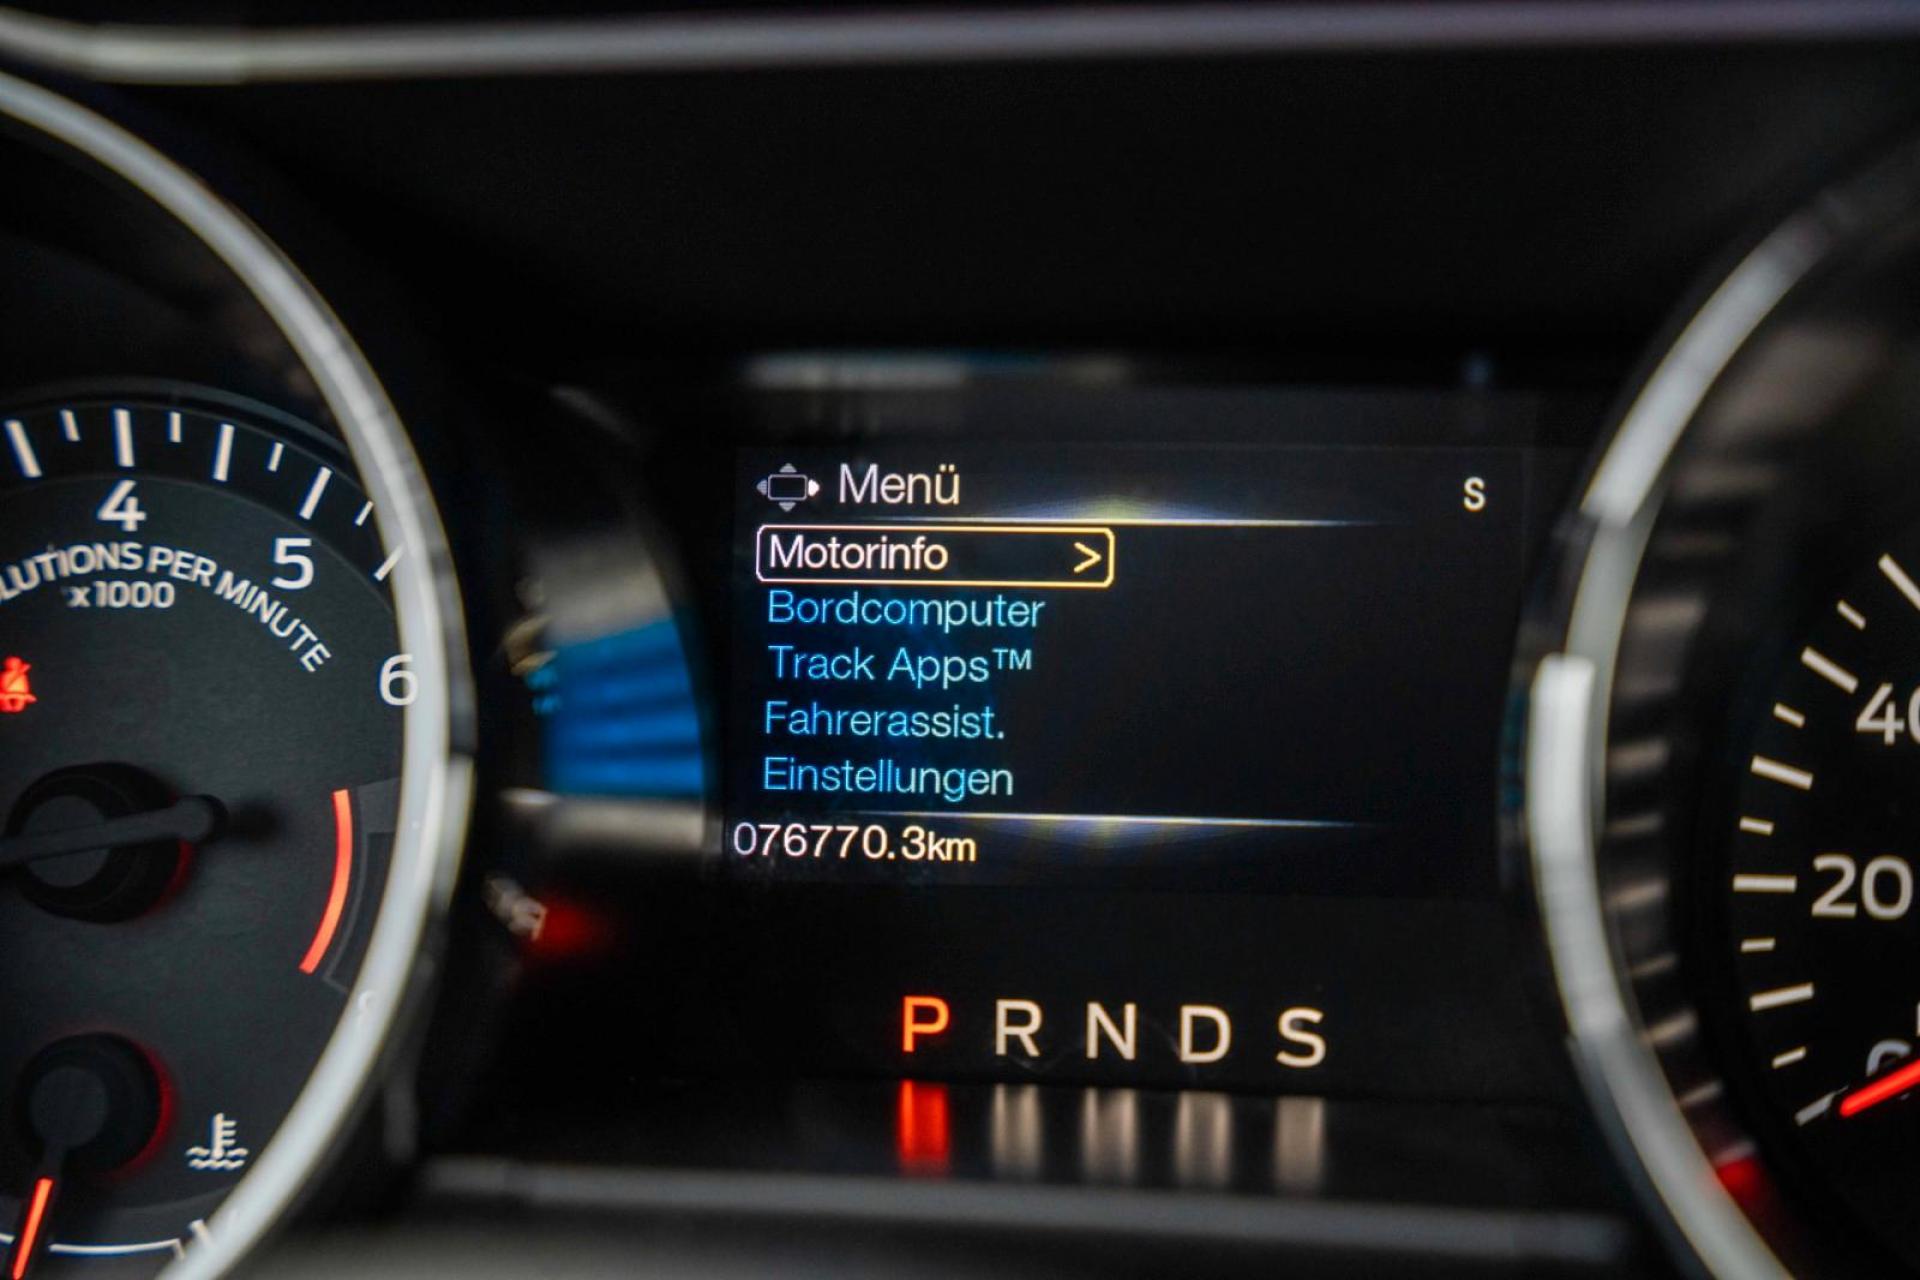 Menü
S
Motorinfo >
Bordcomputer
Track Apps™
Fahrerassist.
Einstellungen
076770.3km
P R N D S
4
5
6
LUTIONS PER MINUTE
x1000
40
20